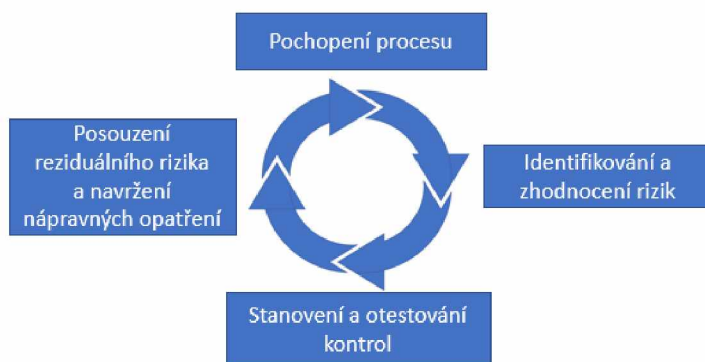 Pochopení procesu
Identifikování a
zhodnocení rizik
Stanovení a otestování
kontrol
Posouzení
reziduálního rizika
a navržení
nápravných opatření